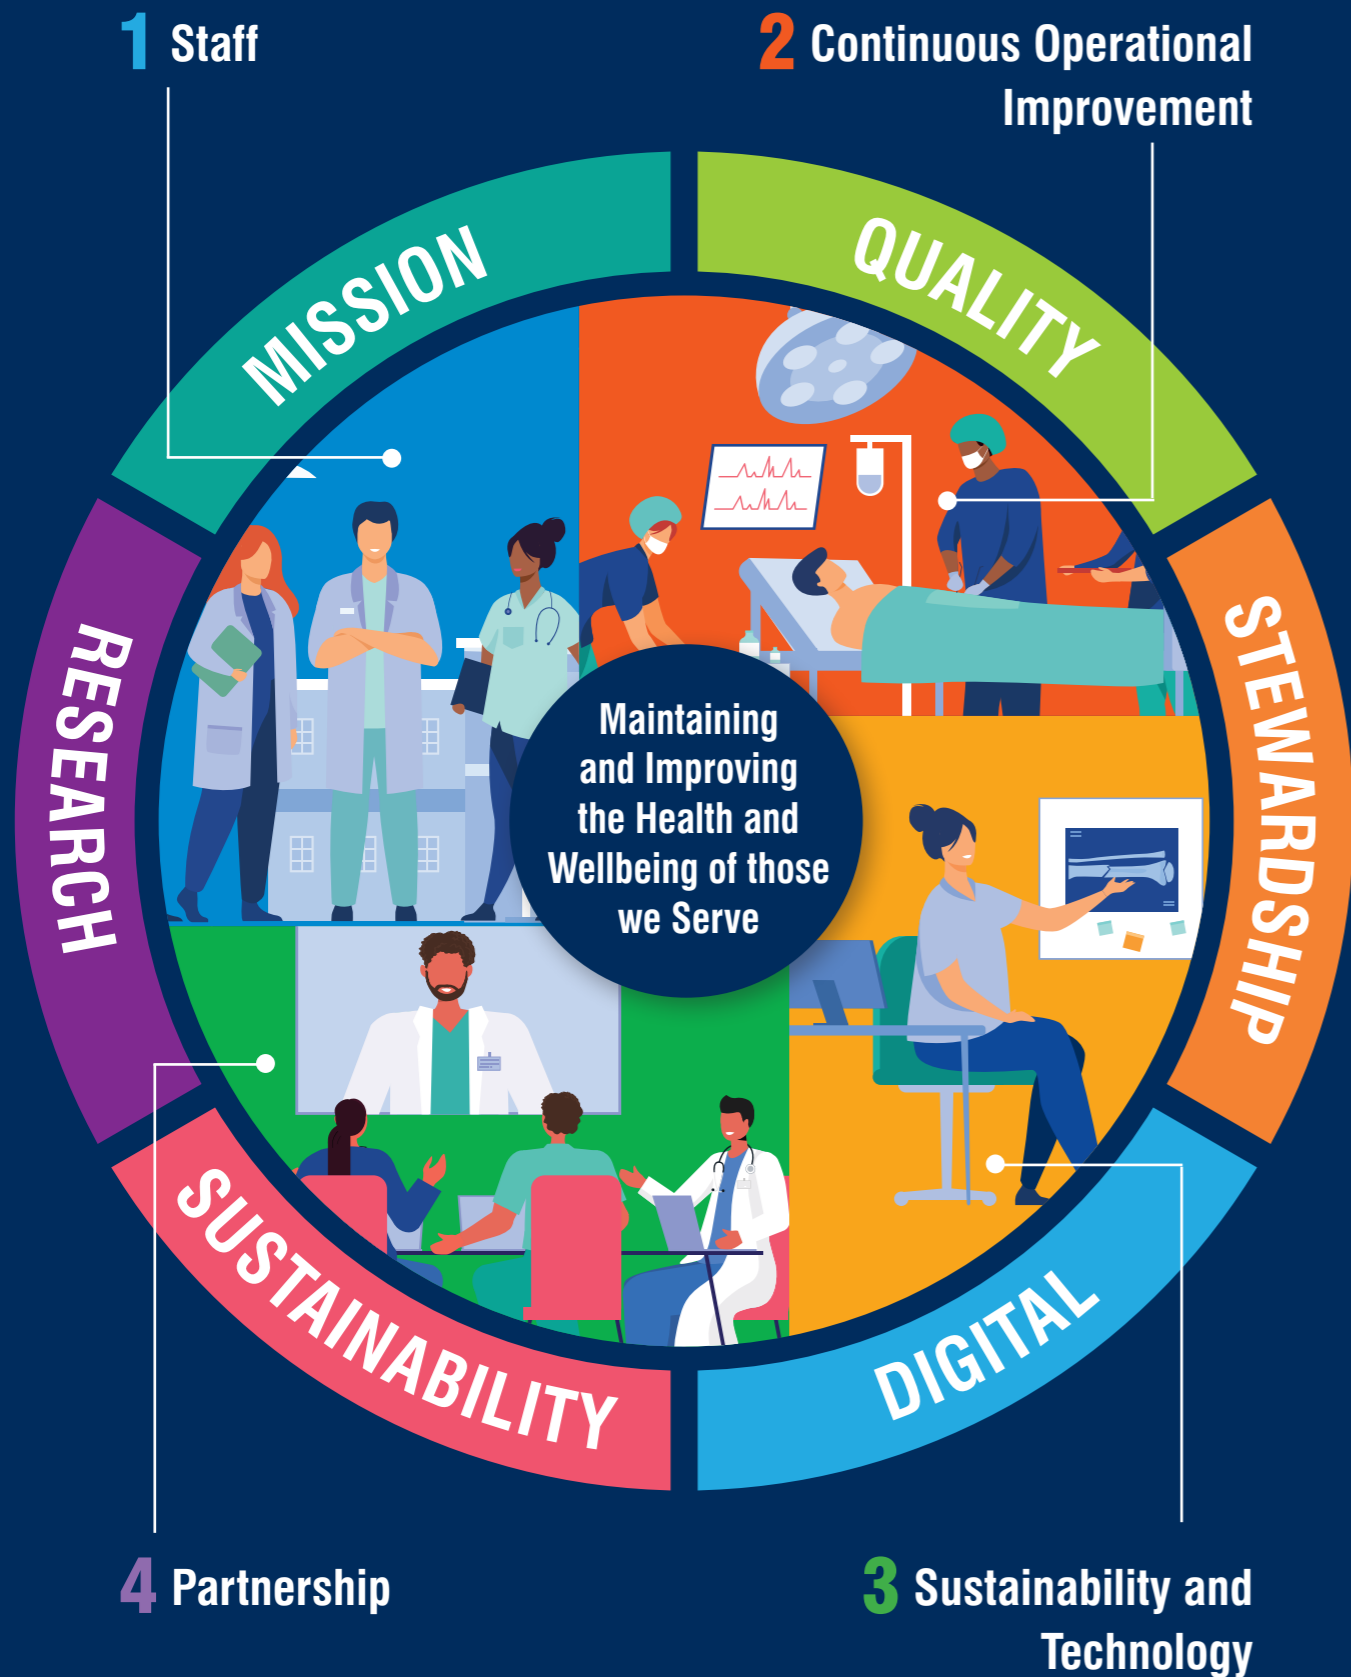 1 Staff
2 Continuous Operational
Improvement
MISSION
QUALITY
STEWARDSHIP
DIGITAL
SUSTAINABILITY
RESEARCH
Maintaining
and Improving
the Health and
Wellbeing of those
we Serve
4 Partnership
3 Sustainability and
Technology